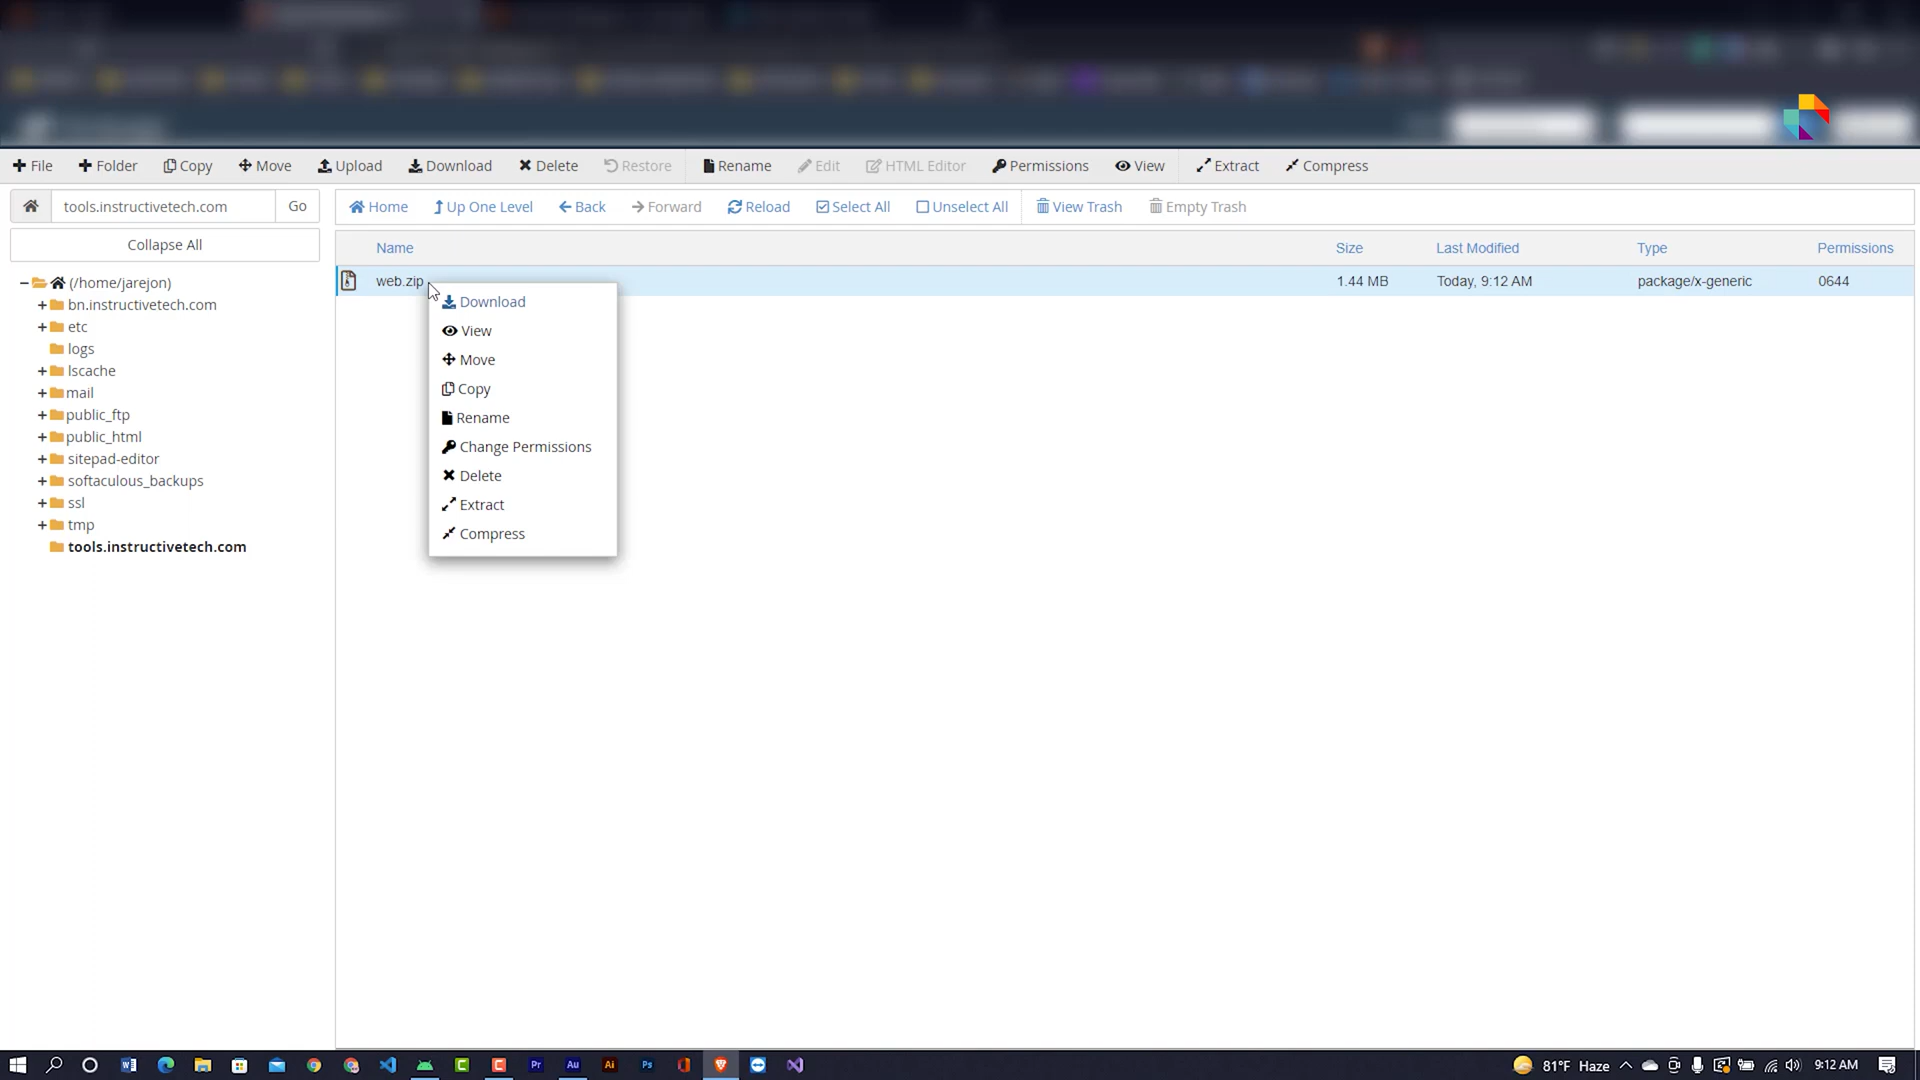 File Folder Copy Move Upload Download Delete Restore Rename Edit HTML Editor Permissions View Extract Compress
tools.instructivetech.com Go
Home Up One Level Back Forward Reload Select All Unselect All View Trash Empty Trash
Collapse All
Name Size Last Modified Type Permissions
web.zip 1.44 MB Today, 9:12 AM package/x-generic 0644
(/home/jarejon)
bn.instructivetech.com
etc
logs
lscache
mail
public_ftp
public_html
sitepad-editor
softaculous_backups
ssl
tmp
tools.instructivetech.com
Download
View
Move
Copy
Rename
Change Permissions
Delete
Extract
Compress
Pr Au Ai Ps
81°F Haze 9:12 AM